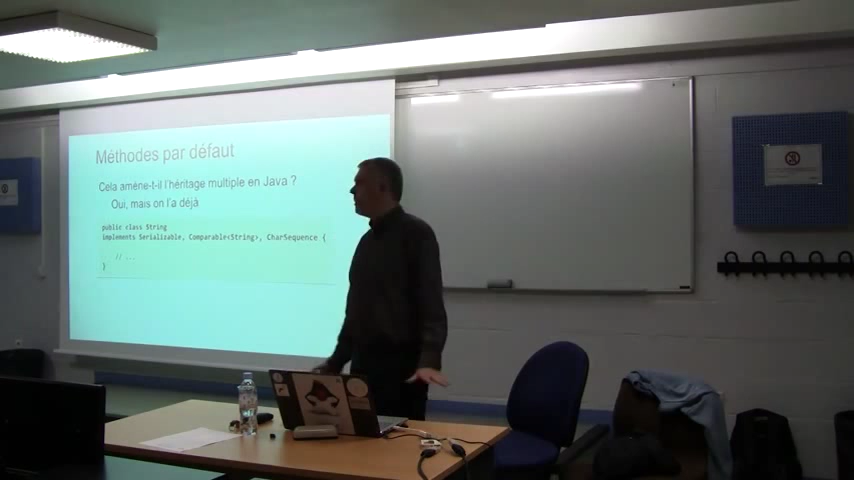 Méthodes par défaut
Cela amène-t-il l'héritage multiple en Java ?
Oui, mais on l'a déjà
public class String
implements Serializable, Comparable<String>, CharSequence {
// ...
}